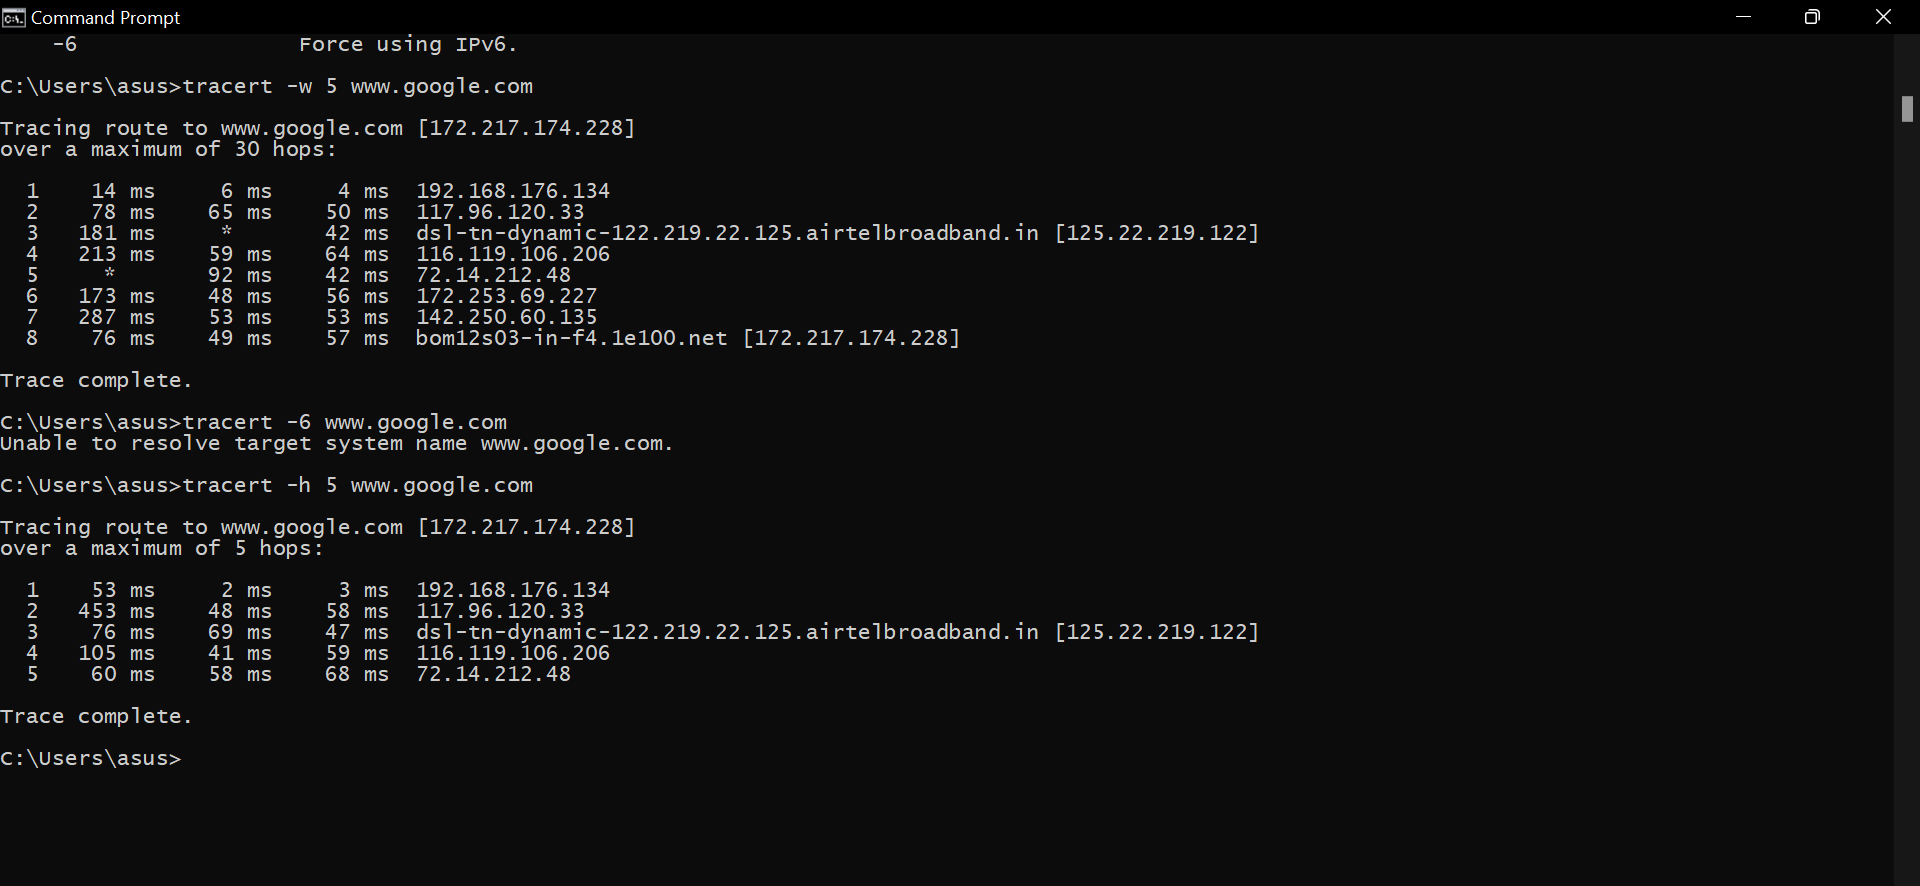 Command Prompt
-6 Force using IPv6.
C:\Users\asus>tracert -w 5 www.google.com
Tracing route to www.google.com [172.217.174.228]
over a maximum of 30 hops:
1 14 ms 6 ms 4 ms 192.168.176.134
2 78 ms 65 ms 50 ms 117.96.120.33
3 181 ms * 42 ms dsl-tn-dynamic-122.219.22.125.airtelbroadband.in [125.22.219.122]
4 213 ms 59 ms 64 ms 116.119.106.206
5 * 92 ms 42 ms 72.14.212.48
6 173 ms 48 ms 56 ms 172.253.69.227
7 287 ms 53 ms 53 ms 142.250.60.135
8 76 ms 49 ms 57 ms bom12s03-in-f4.1e100.net [172.217.174.228]
Trace complete.
C:\Users\asus>tracert -6 www.google.com
Unable to resolve target system name www.google.com.
C:\Users\asus>tracert -h 5 www.google.com
Tracing route to www.google.com [172.217.174.228]
over a maximum of 5 hops:
1 53 ms 2 ms 3 ms 192.168.176.134
2 453 ms 48 ms 58 ms 117.96.120.33
3 76 ms 69 ms 47 ms dsl-tn-dynamic-122.219.22.125.airtelbroadband.in [125.22.219.122]
4 105 ms 41 ms 59 ms 116.119.106.206
5 60 ms 58 ms 68 ms 72.14.212.48
Trace complete.
C:\Users\asus>